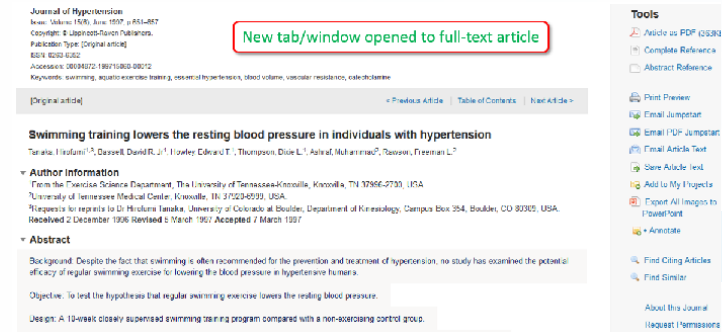 Journal of Hypertension
Issue: Volume 15(6), June 1997, p 651–657
Copyright: © Lippincott-Raven Publishers.
Publication Type: [Original article]
ISSN: 0263-6352
Accession: 00004872-199715060-00012
Keywords: swimming, aquatic exercise training, essential hypertension, blood volume, vascular resistance, catecholamine
New tab/window opened to full-text article
[Original article]
< Previous Article | Table of Contents | Next Article >
Swimming training lowers the resting blood pressure in individuals with hypertension
Tanaka, Hirofumi1,3, Bassett, David R. Jr1, Howley, Edward T.1, Thompson, Dixie L.1, Ashraf, Muhammad2, Rawson, Freeman L.2
Author Information
From the Exercise Science Department, The University of Tennessee-Knoxville, Knoxville, TN 37996-2700, USA
2University of Tennessee Medical Center, Knoxville, TN 37920-6999, USA.
3Requests for reprints to Dr Hirofumi Tanaka, University of Colorado at Boulder, Department of Kinesiology, Campus Box 354, Boulder, CO 80309, USA.
Received 2 December 1996 Revised 5 March 1997 Accepted 7 March 1997
Abstract
Background: Despite the fact that swimming is often recommended for the prevention and treatment of hypertension, no study has examined the potential
efficacy of regular swimming exercise for lowering the blood pressure in hypertensive humans.
Objective: To test the hypothesis that regular swimming exercise lowers the resting blood pressure.
Design: A 10-week closely supervised swimming training program compared with a non-exercising control group.
Tools
Article as PDF
Complete Reference
Abstract Reference
Print Preview
Email Jumpstart
Email PDF Jumpstart
Email Article Text
Save Article Text
Add to My Projects
Export All Images to
PowerPoint
+ Annotate
Find Citing Articles
Find Similar
About this Journal
Request Permissions